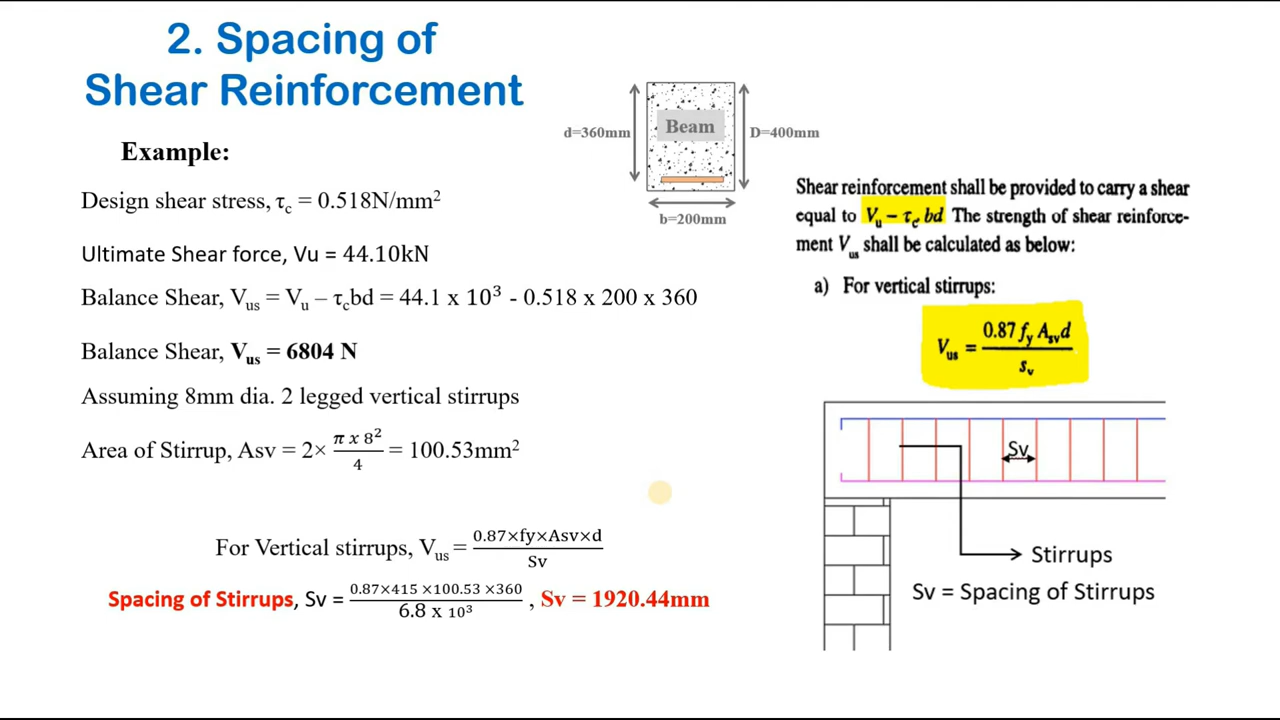 2. Spacing of
Shear Reinforcement
Example:
Design shear stress, τc = 0.518N/mm²
Ultimate Shear force, Vu = 44.10kN
Balance Shear, Vus = Vu – τcbd = 44.1 x 10³ - 0.518 x 200 x 360
Balance Shear, Vus = 6804 N
Assuming 8mm dia. 2 legged vertical stirrups
Area of Stirrup, Asv = 2× π x 8²/4 = 100.53mm²
For Vertical stirrups, Vus = 0.87×fy×Asv×d/Sv
Spacing of Stirrups, Sv = 0.87×415 ×100.53 ×360/6.8 x 10³ , Sv = 1920.44mm
d=360mm
Beam
D=400mm
b=200mm
Shear reinforcement shall be provided to carry a shear
equal to Vu – τc bd The strength of shear reinforce-
ment Vus shall be calculated as below:
a) For vertical stirrups:
Vus = 0.87 fy Asv d/sv
Sv
Stirrups
Sv = Spacing of Stirrups